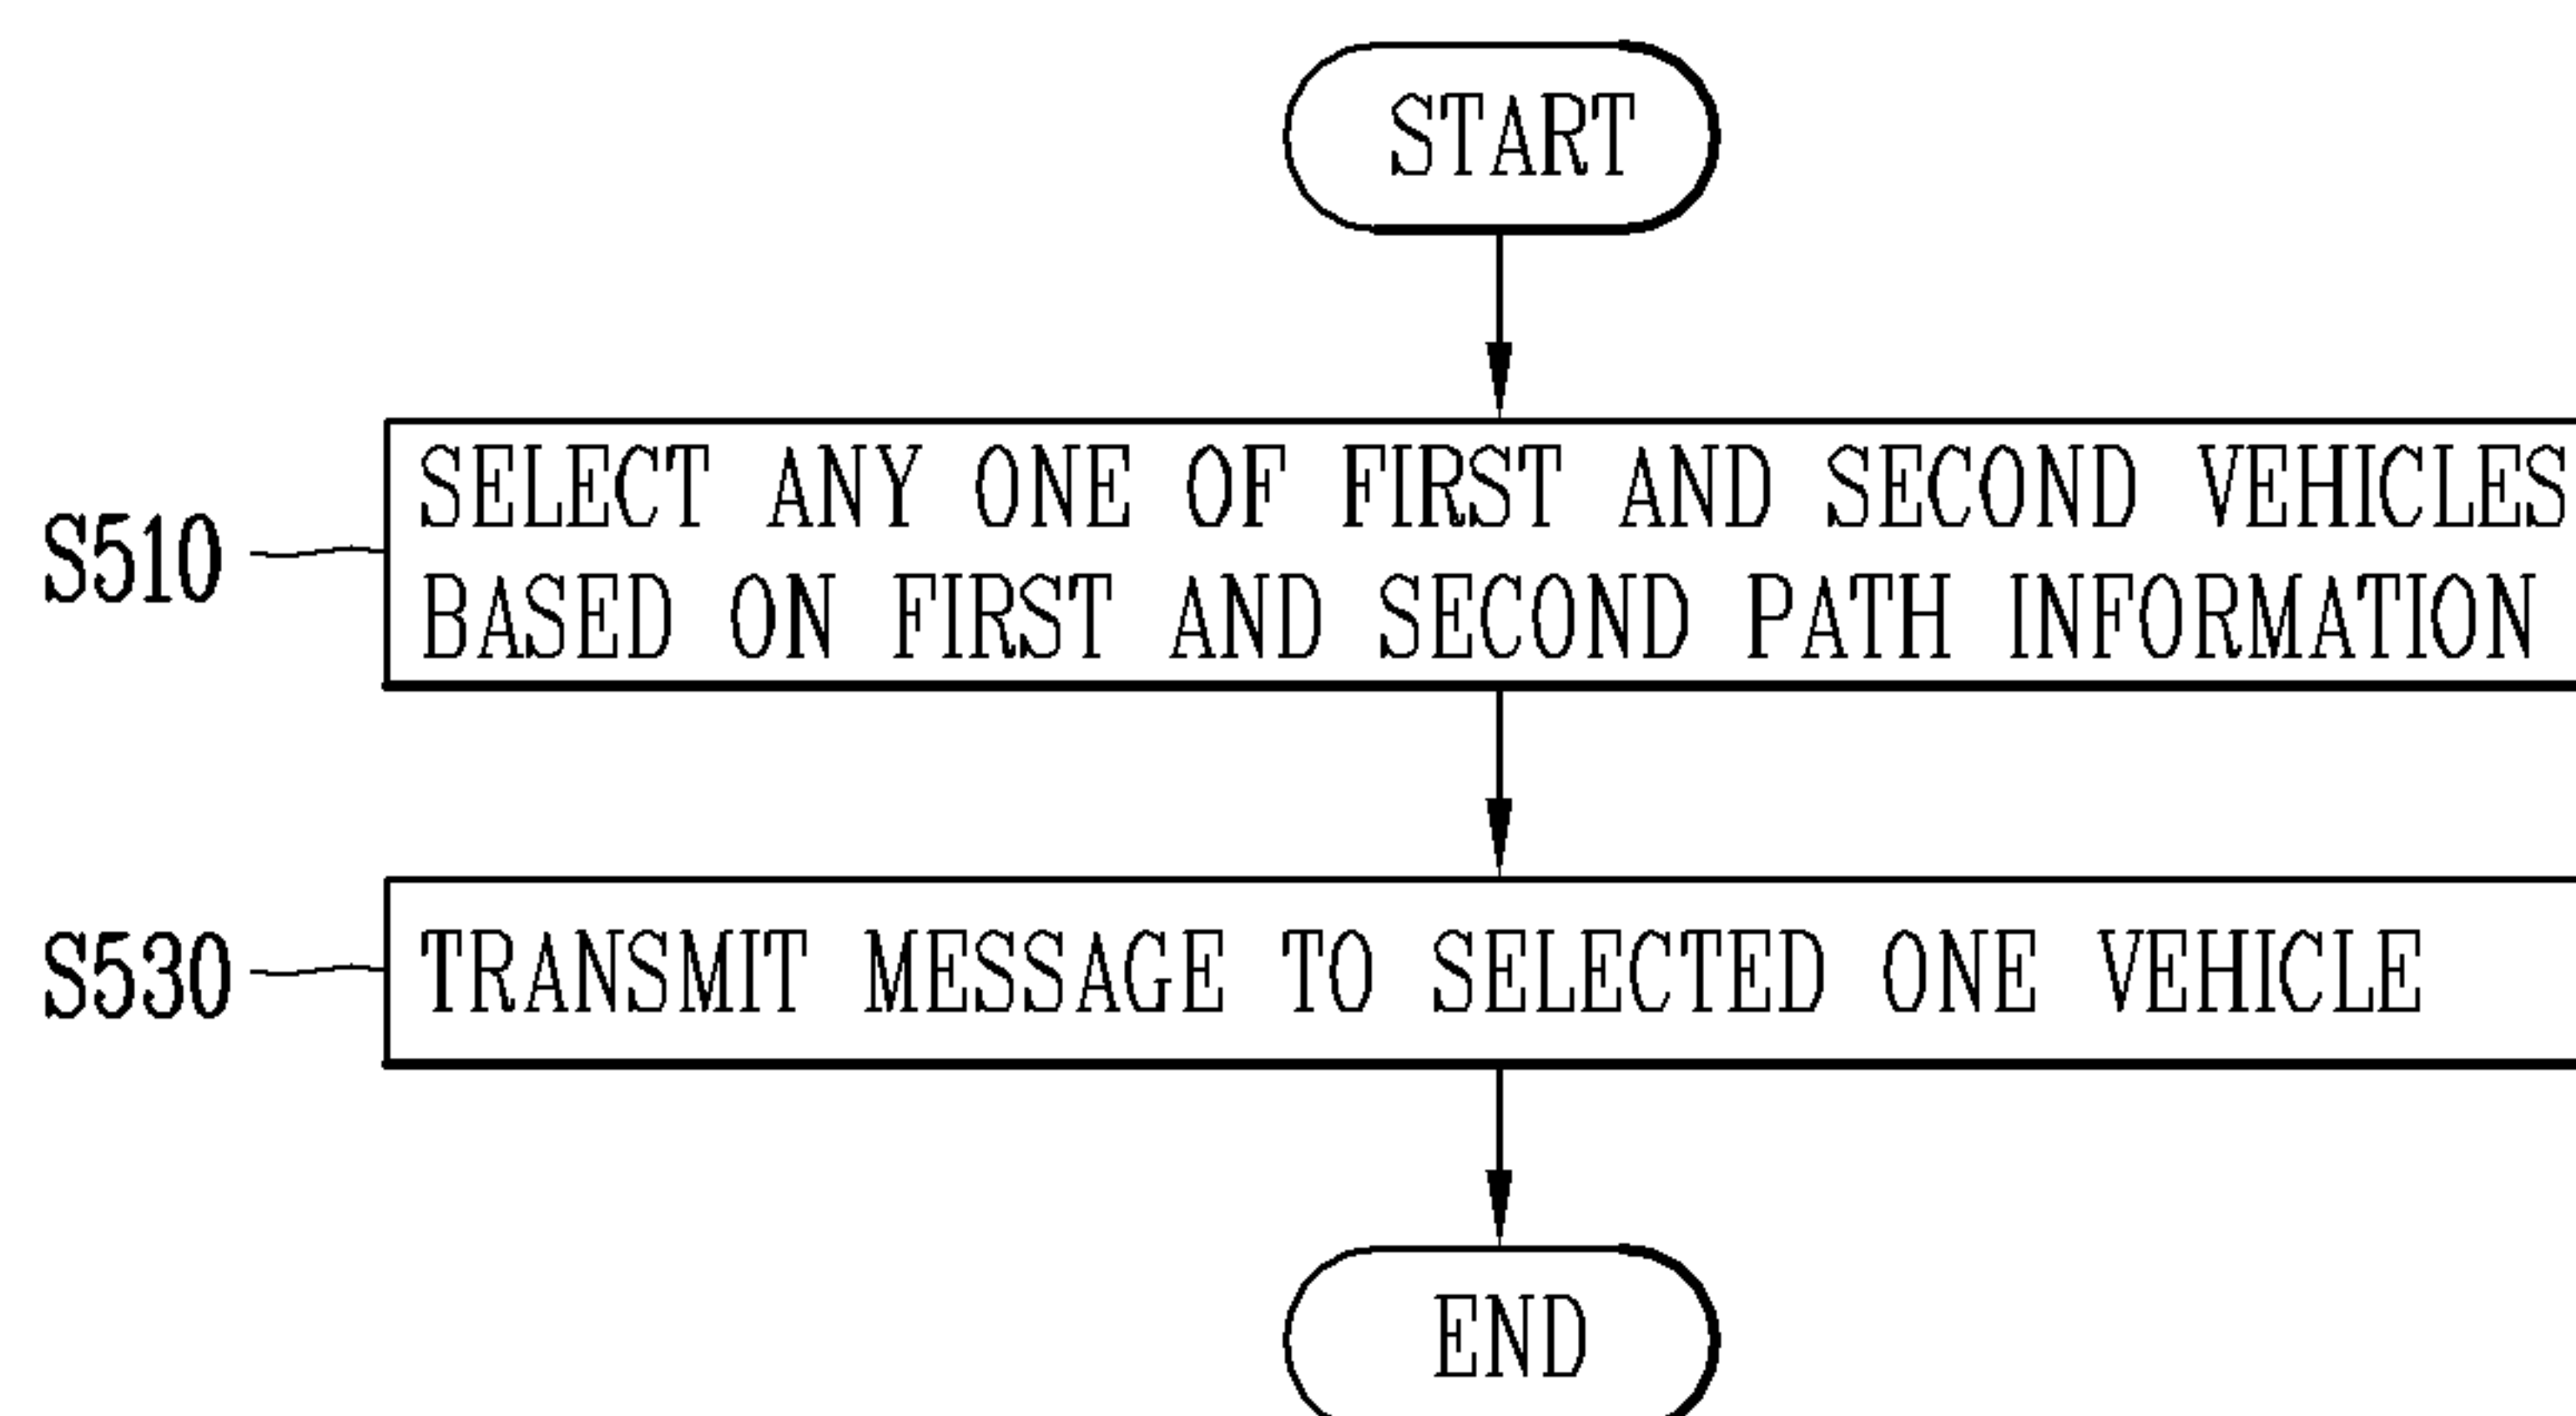 START
S510
SELECT ANY ONE OF FIRST AND SECOND VEHICLES
BASED ON FIRST AND SECOND PATH INFORMATION
S530
TRANSMIT MESSAGE TO SELECTED ONE VEHICLE
END